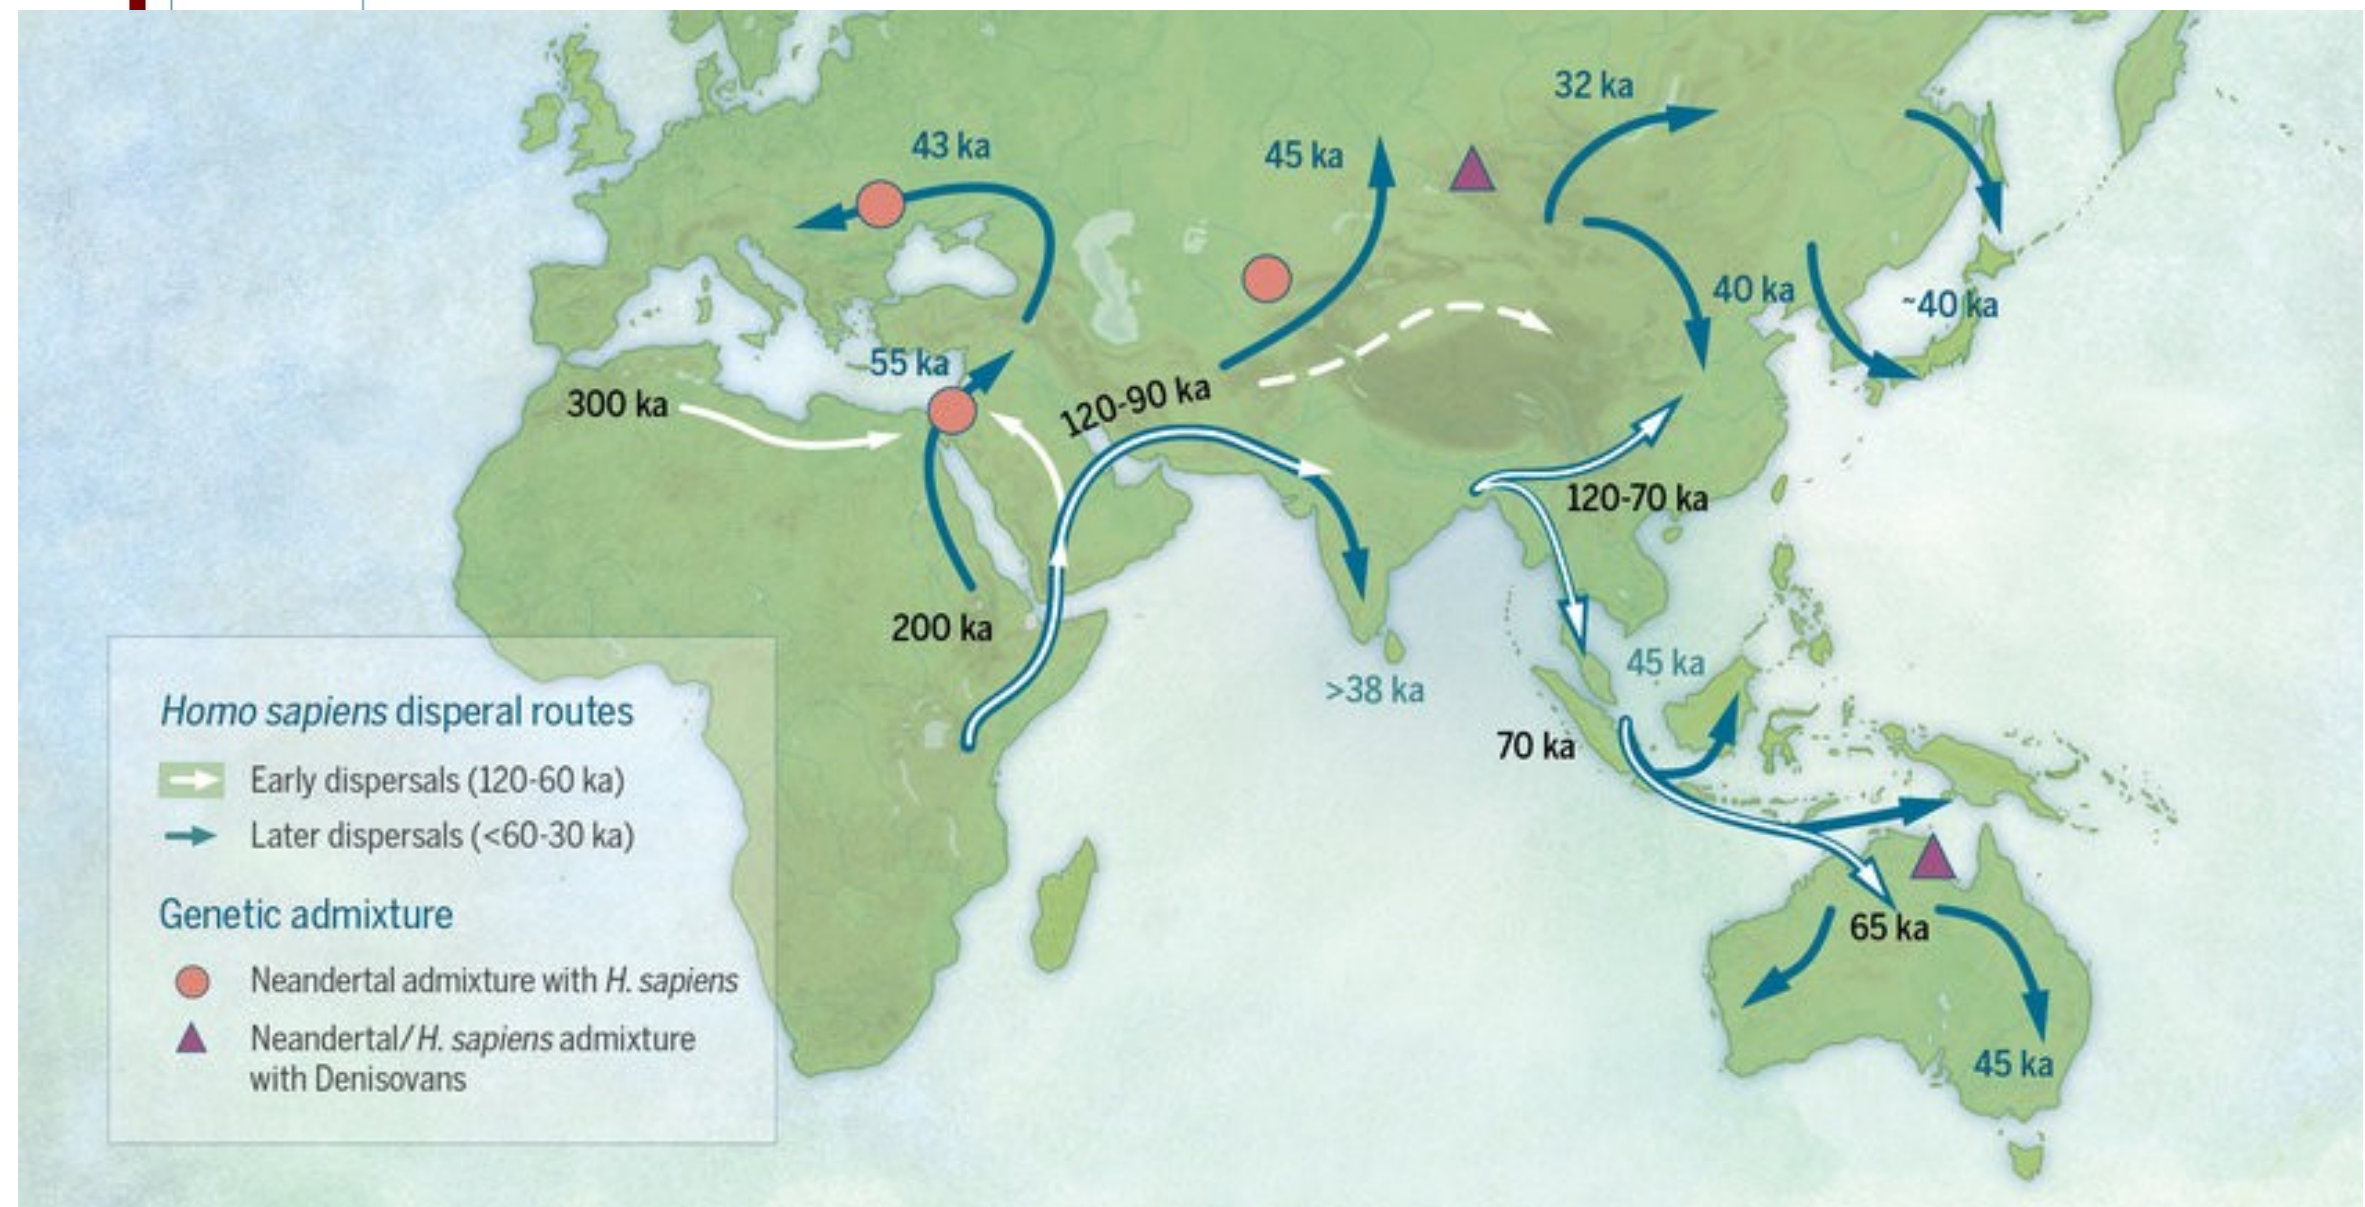 32 ka
43 ka
45 ka
40 ka
~40 ka
55 ka
300 ka
120-90 ka
120-70 ka
200 ka
45 ka
>38 ka
70 ka
65 ka
45 ka
Homo sapiens disperal routes
Early dispersals (120-60 ka)
Later dispersals (<60-30 ka)
Genetic admixture
Neandertal admixture with H. sapiens
Neandertal/H. sapiens admixture
with Denisovans